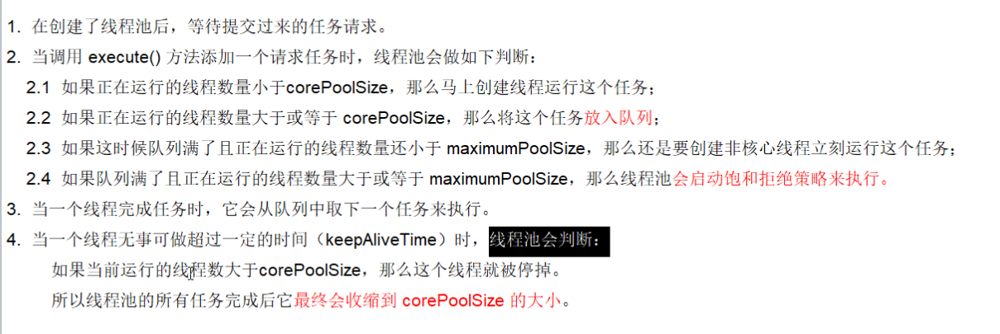 1. 在创建了线程池后，等待提交过来的任务请求。
2. 当调用 execute() 方法添加一个请求任务时，线程池会做如下判断：
2.1 如果正在运行的线程数量小于corePoolSize，那么马上创建线程运行这个任务；
2.2 如果正在运行的线程数量大于或等于 corePoolSize，那么将这个任务放入队列；
2.3 如果这时候队列满了且正在运行的线程数量还小于 maximumPoolSize，那么还是要创建非核心线程立刻运行这个任务；
2.4 如果队列满了且正在运行的线程数量大于或等于 maximumPoolSize，那么线程池会启动饱和拒绝策略来执行。
3. 当一个线程完成任务时，它会从队列中取下一个任务来执行。
4. 当一个线程无事可做超过一定的时间（keepAliveTime）时，线程池会判断：
如果当前运行的线程数大于corePoolSize，那么这个线程就被停掉。
所以线程池的所有任务完成后它最终会收缩到 corePoolSize 的大小。